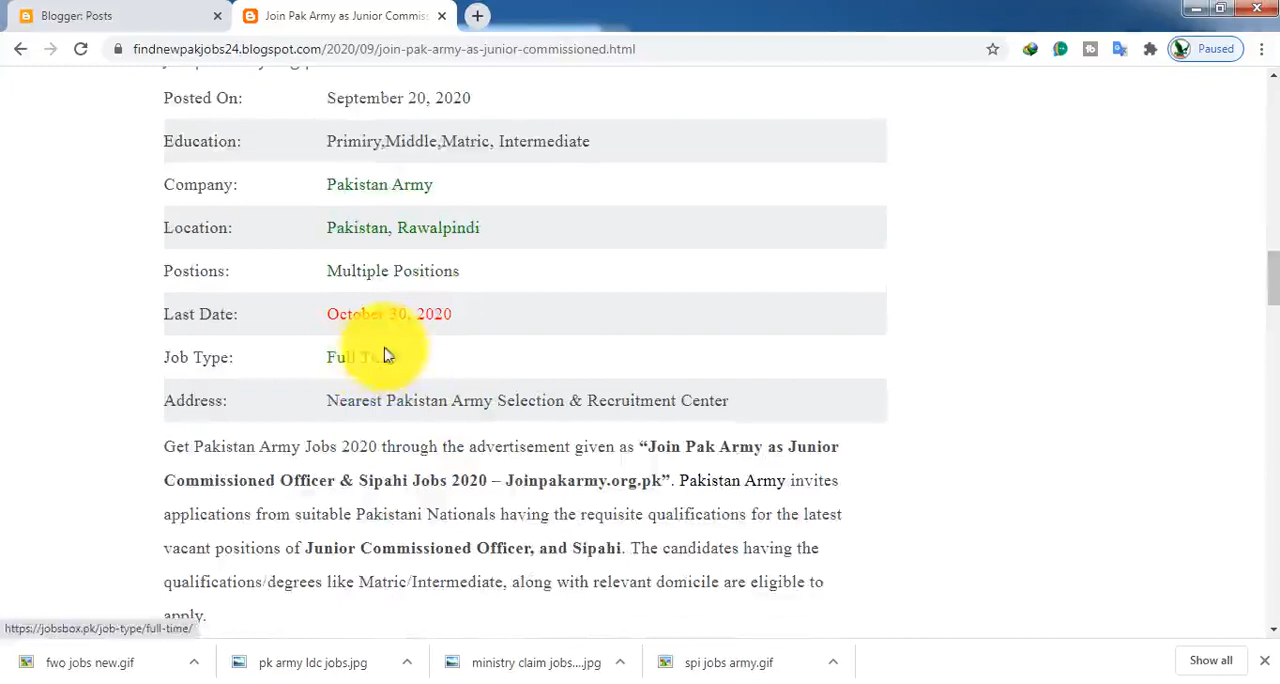 Blogger: Posts
Join Pak Army as Junior Commiss
findnewpakjobs24.blogspot.com/2020/09/join-pak-army-as-junior-commissioned.html
Paused
Posted On: September 20, 2020
Education: Primiry,Middle,Matric, Intermediate
Company: Pakistan Army
Location: Pakistan, Rawalpindi
Postions: Multiple Positions
Last Date: October 30, 2020
Job Type: Full
Address: Nearest Pakistan Army Selection & Recruitment Center
Get Pakistan Army Jobs 2020 through the advertisement given as “Join Pak Army as Junior
Commissioned Officer & Sipahi Jobs 2020 – Joinpakarmy.org.pk”. Pakistan Army invites
applications from suitable Pakistani Nationals having the requisite qualifications for the latest
vacant positions of Junior Commissioned Officer, and Sipahi. The candidates having the
qualifications/degrees like Matric/Intermediate, along with relevant domicile are eligible to
apply.
https://jobsbox.pk/job-type/full-time/
fwo jobs new.gif
pk army ldc jobs.jpg
ministry claim jobs....jpg
spi jobs army.gif
Show all